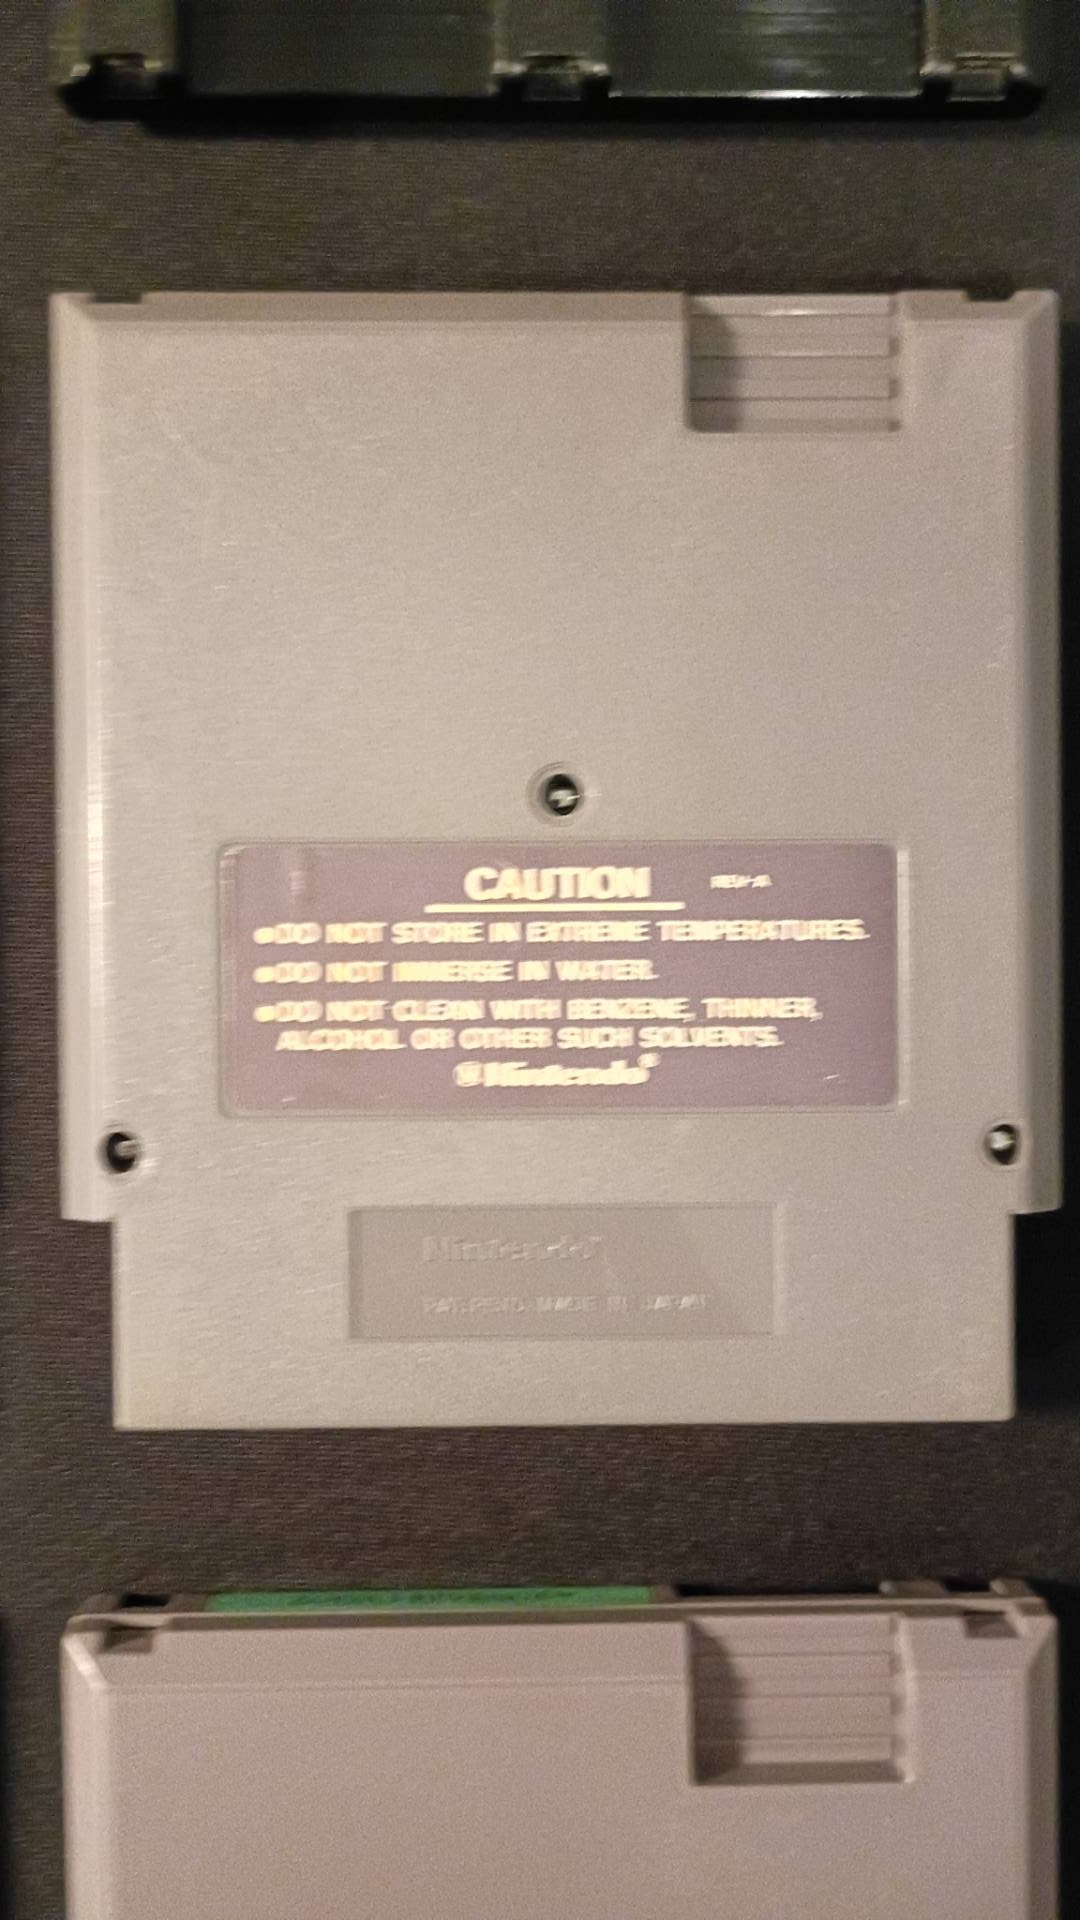 CAUTION REV-A
•DO NOT STORE IN EXTREME TEMPERATURES.
•DO NOT IMMERSE IN WATER.
•DO NOT CLEAN WITH BENZENE, THINNER,
ALCOHOL OR OTHER SUCH SOLVENTS.
Nintendo®
Nintendo
PAT. PEND. MADE IN JAPAN